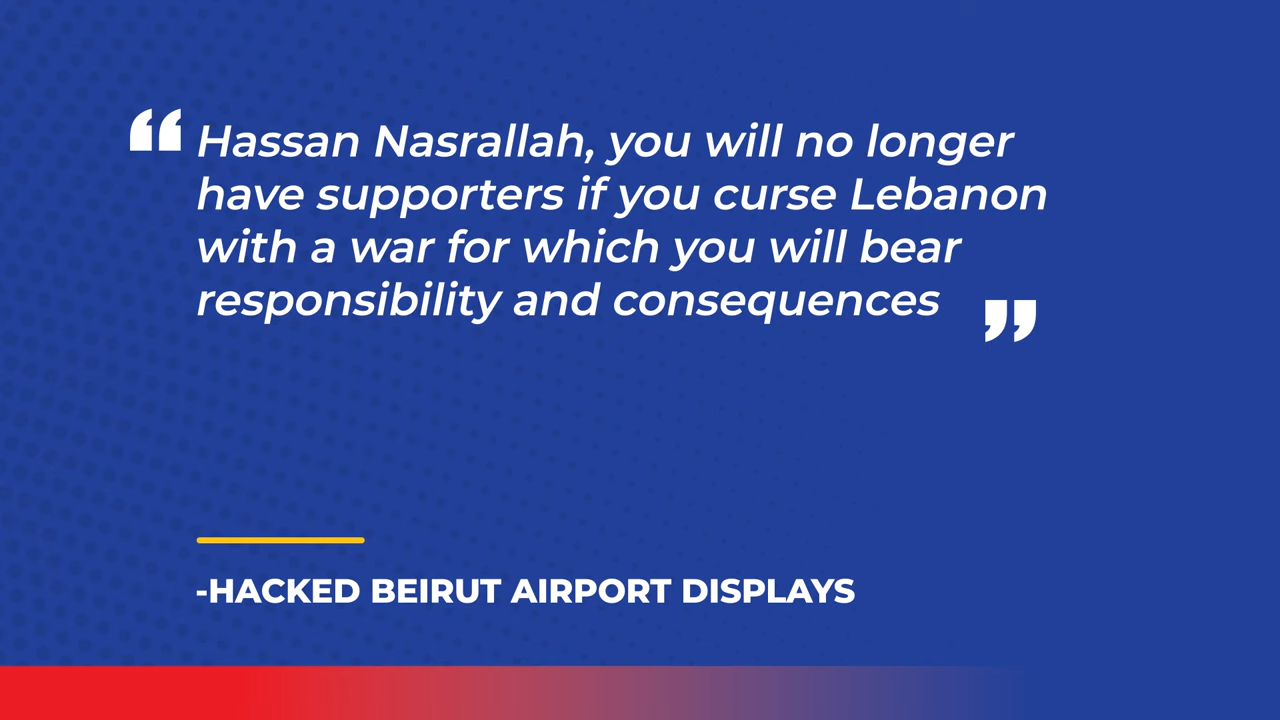 “Hassan Nasrallah, you will no longer
have supporters if you curse Lebanon
with a war for which you will bear
responsibility and consequences”
-HACKED BEIRUT AIRPORT DISPLAYS